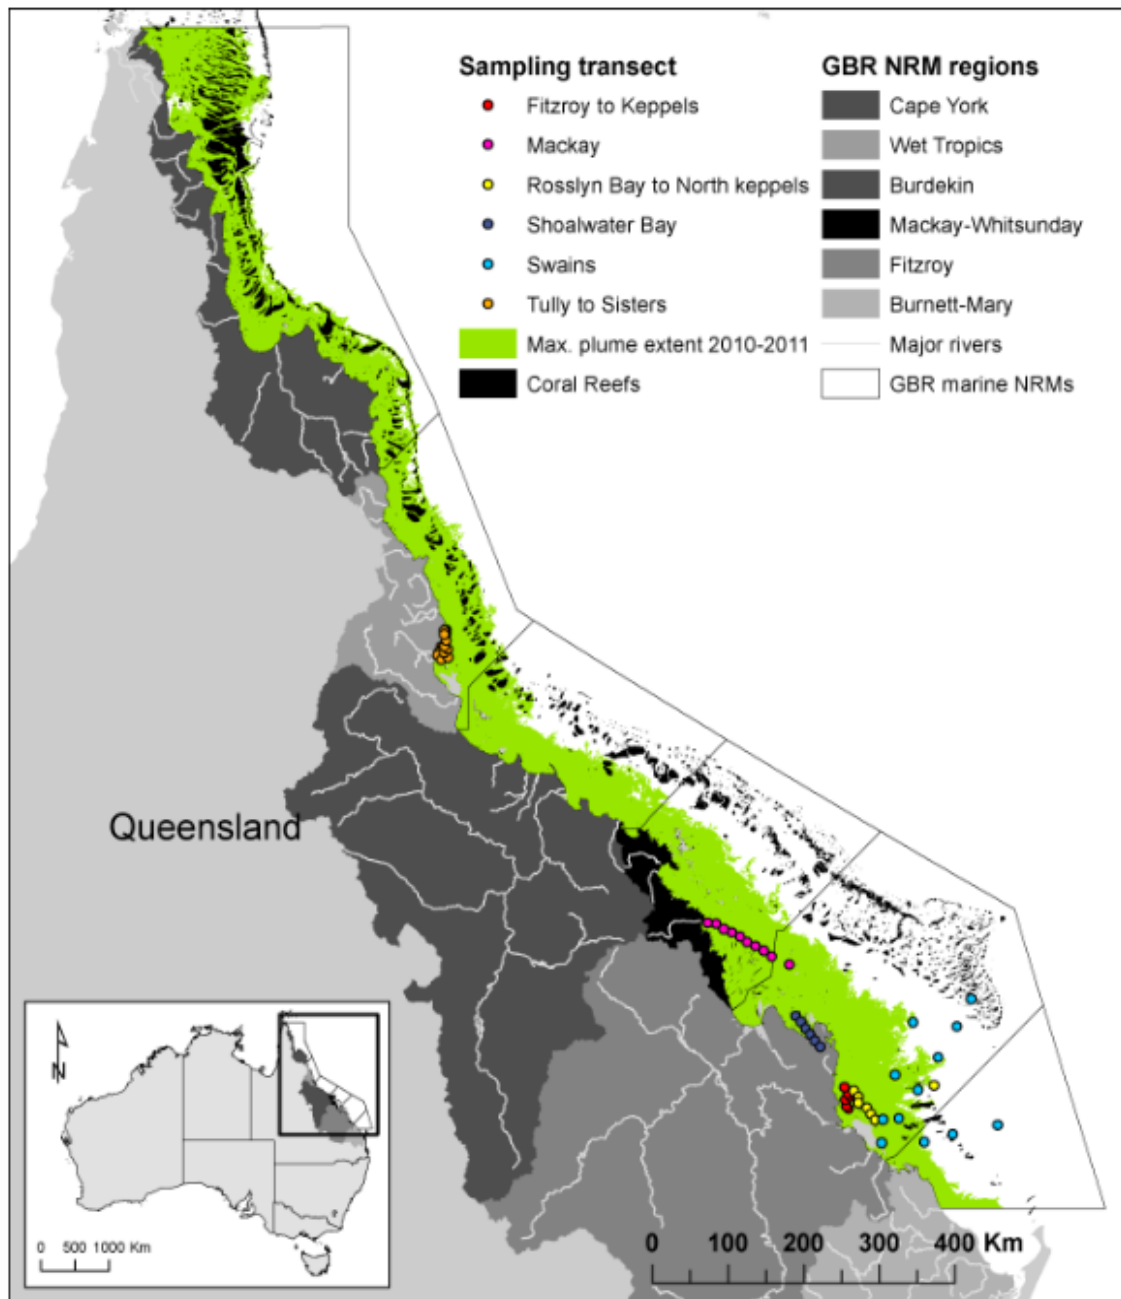 Sampling transect
Fitzroy to Keppels
Mackay
Rosslyn Bay to North keppels
Shoalwater Bay
Swains
Tully to Sisters
Max. plume extent 2010-2011
Coral Reefs
GBR NRM regions
Cape York
Wet Tropics
Burdekin
Mackay-Whitsunday
Fitzroy
Burnett-Mary
Major rivers
GBR marine NRMs
Queensland
N
0 500 1000 Km
0 100 200 300 400 Km